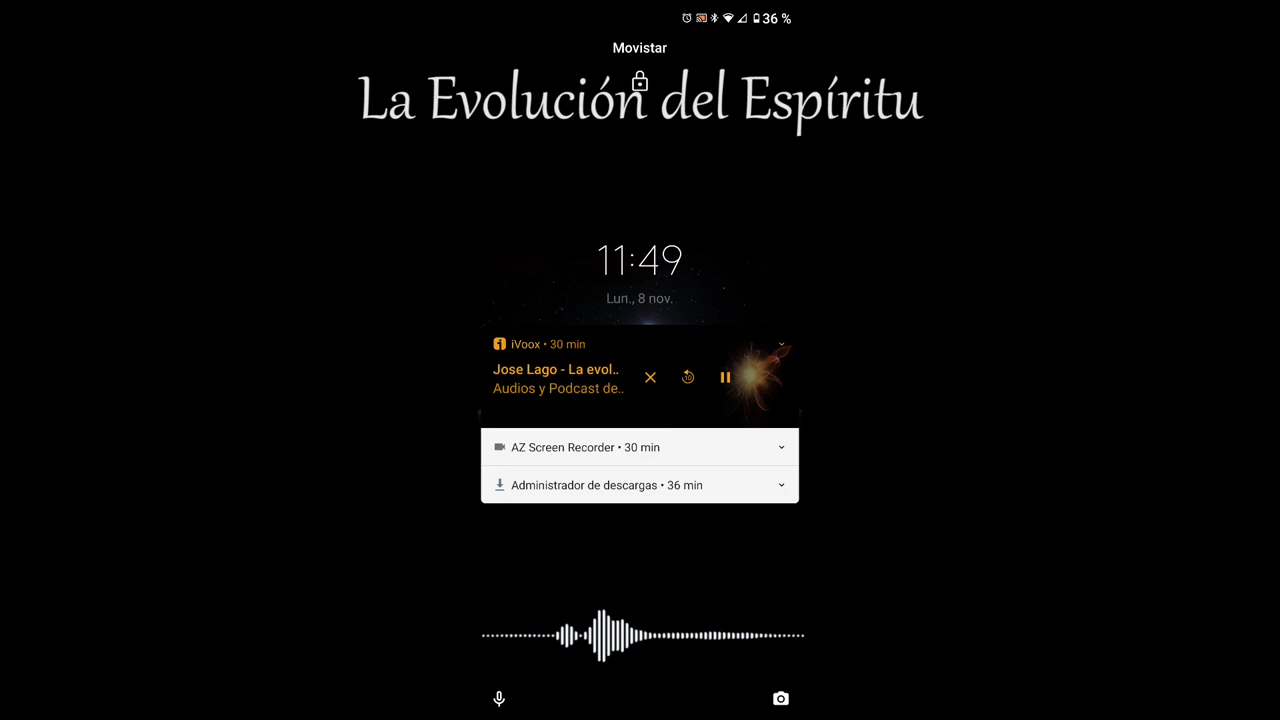 36 %
Movistar
La Evolución del Espíritu
11:49
Lun., 8 nov.
iVoox • 30 min
Jose Lago - La evol..
10
Audios y Podcast de..
AZ Screen Recorder • 30 min
Administrador de descargas • 36 min